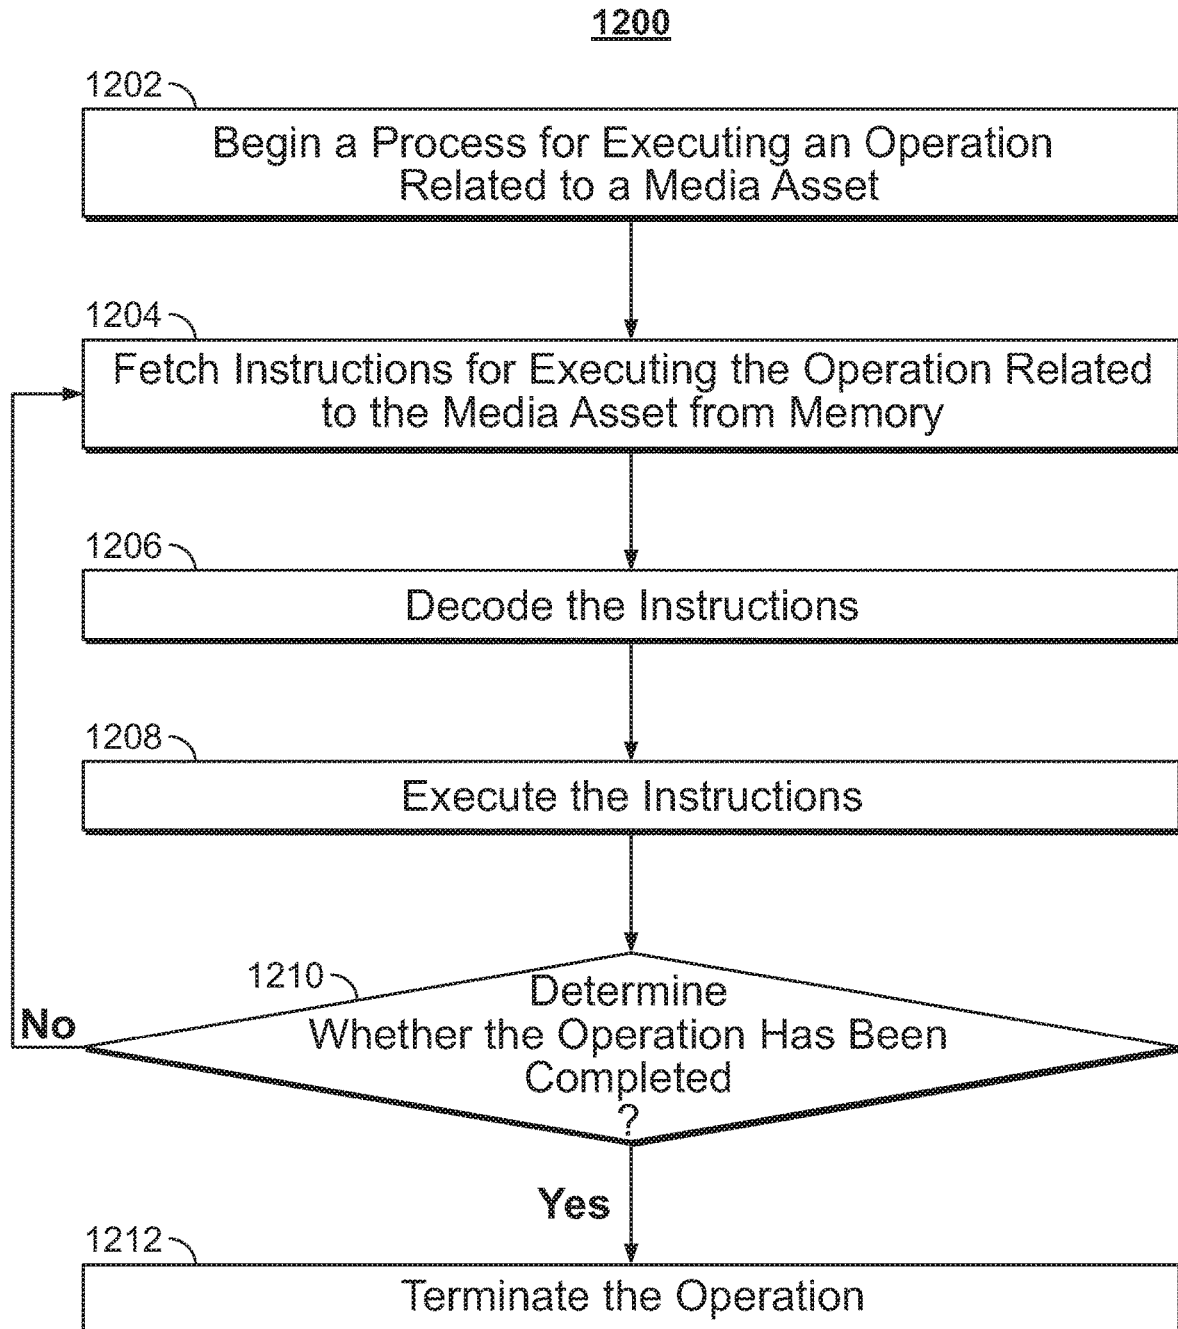 1200
1202
Begin a Process for Executing an Operation
Related to a Media Asset
1204
Fetch Instructions for Executing the Operation Related
to the Media Asset from Memory
1206
Decode the Instructions
1208
Execute the Instructions
1210
Determine
Whether the Operation Has Been
Completed
?
No
Yes
1212
Terminate the Operation